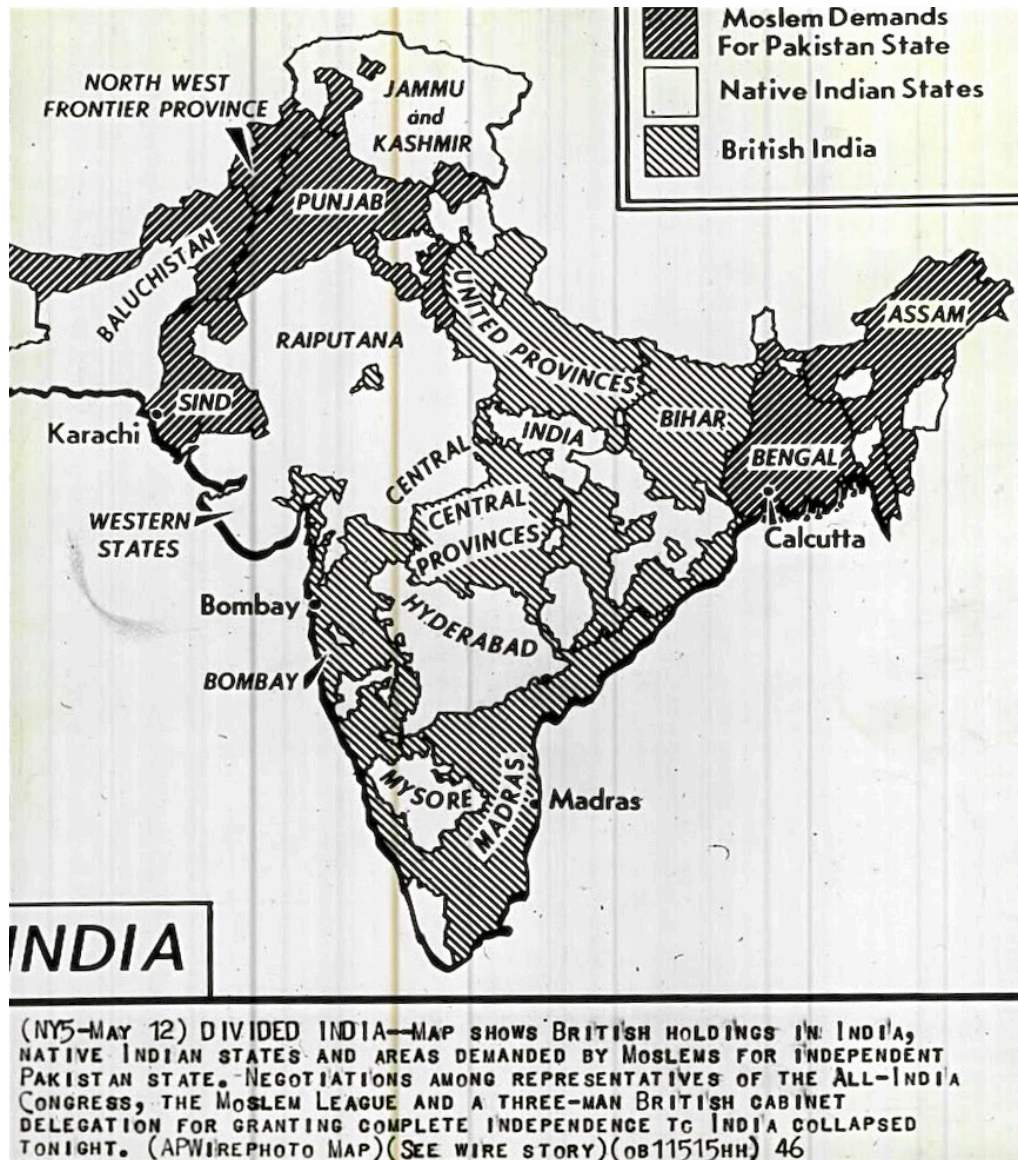 Moslem Demands
For Pakistan State
Native Indian States
British India
NORTH WEST
FRONTIER PROVINCE
JAMMU
and
KASHMIR
PUNJAB
BALUCHISTAN
RAIPUTANA
UNITED PROVINCES
ASSAM
SIND
Karachi
BIHAR
INDIA
CENTRAL
BENGAL
CENTRAL
PROVINCES
WESTERN
STATES
Calcutta
Bombay
HYDERABAD
BOMBAY
MYSORE
MADRAS
Madras
INDIA
(NY5-MAY 12) DIVIDED INDIA—MAP SHOWS BRITISH HOLDINGS IN INDIA,
NATIVE INDIAN STATES AND AREAS DEMANDED BY MOSLEMS FOR INDEPENDENT
PAKISTAN STATE. NEGOTIATIONS AMONG REPRESENTATIVES OF THE ALL-INDIA
CONGRESS, THE MOSLEM LEAGUE AND A THREE-MAN BRITISH CABINET
DELEGATION FOR GRANTING COMPLETE INDEPENDENCE TO INDIA COLLAPSED
TONIGHT. (APWIREPHOTO MAP)(SEE WIRE STORY)(OB11515HH) 46